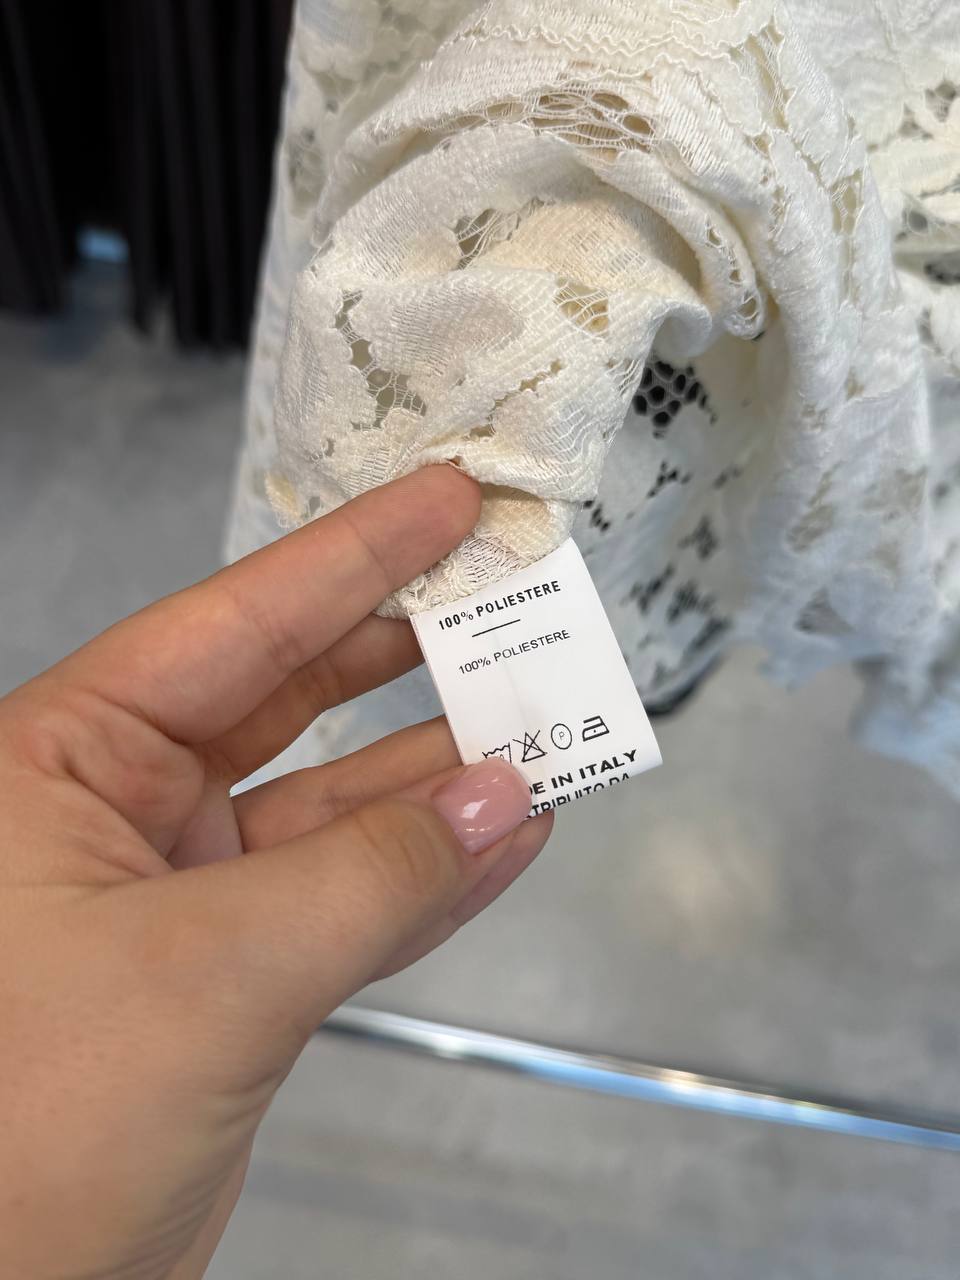 100% POLIESTERE
100% POLIESTERE
P
DE IN ITALY